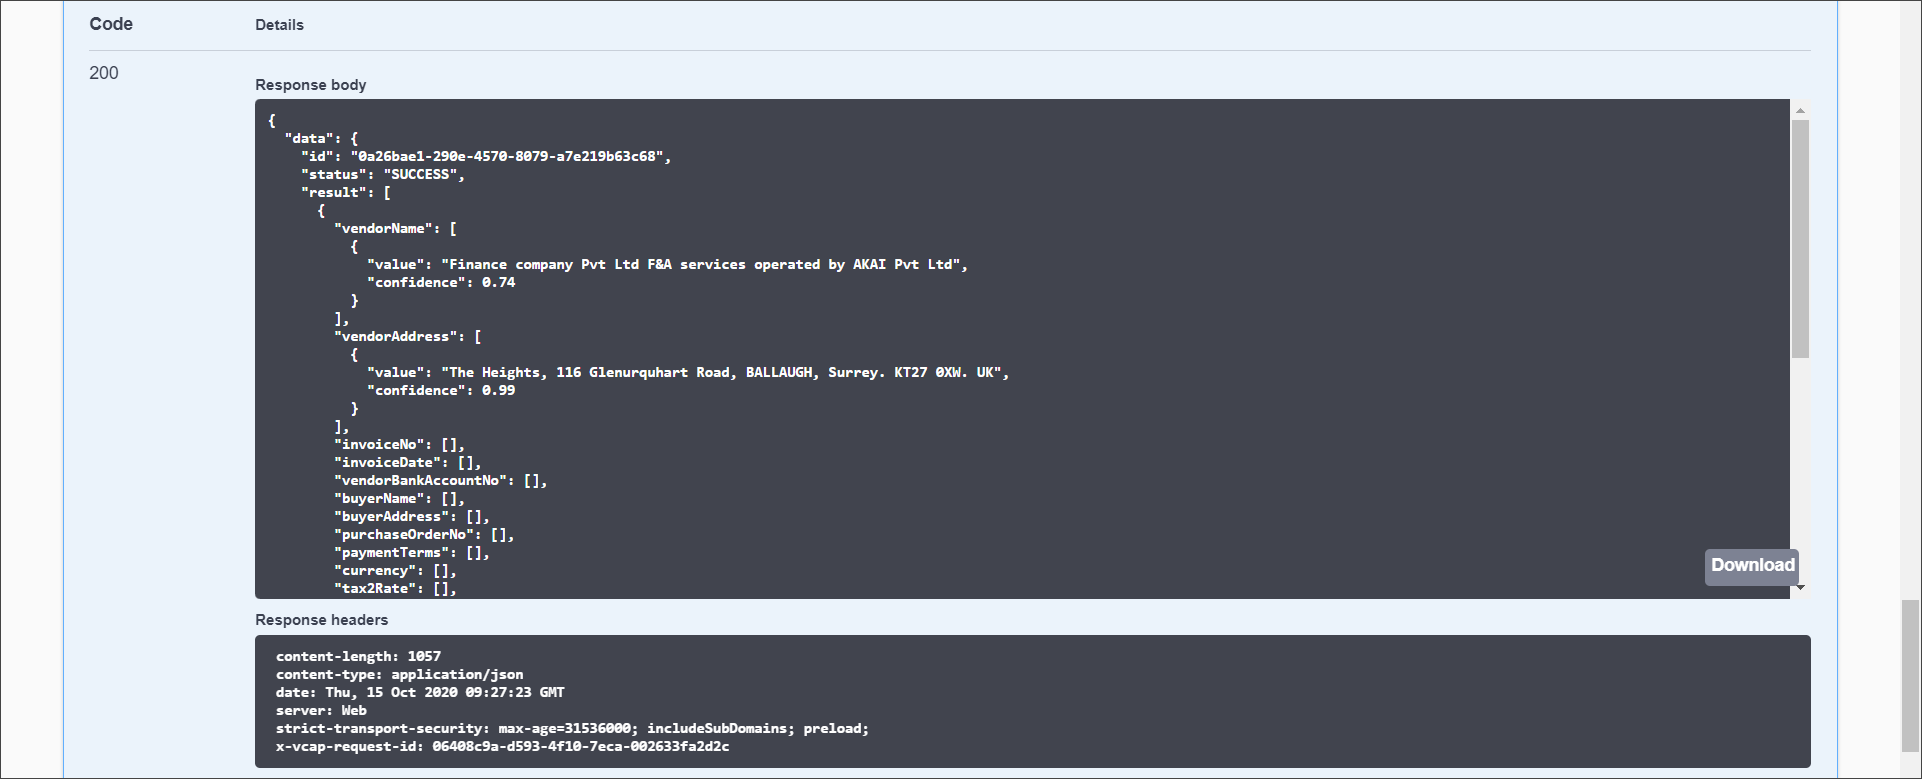 Code Details
200
Response body
{
  "data": {
    "id": "0a26bae1-290e-4570-8079-a7e219b63c68",
    "status": "SUCCESS",
    "result": [
      {
        "vendorName": [
          {
            "value": "Finance company Pvt Ltd F&A services operated by AKAI Pvt Ltd",
            "confidence": 0.74
          }
        ],
        "vendorAddress": [
          {
            "value": "The Heights, 116 Glenurquhart Road, BALLAUGH, Surrey. KT27 0XW. UK",
            "confidence": 0.99
          }
        ],
        "invoiceNo": [],
        "invoiceDate": [],
        "vendorBankAccountNo": [],
        "buyerName": [],
        "buyerAddress": [],
        "purchaseOrderNo": [],
        "paymentTerms": [],
        "currency": [],
        "tax2Rate": [],
Download
Response headers
content-length: 1057
content-type: application/json
date: Thu, 15 Oct 2020 09:27:23 GMT
server: Web
strict-transport-security: max-age=31536000; includeSubDomains; preload;
x-vcap-request-id: 06408c9a-d593-4f10-7eca-002633fa2d2c